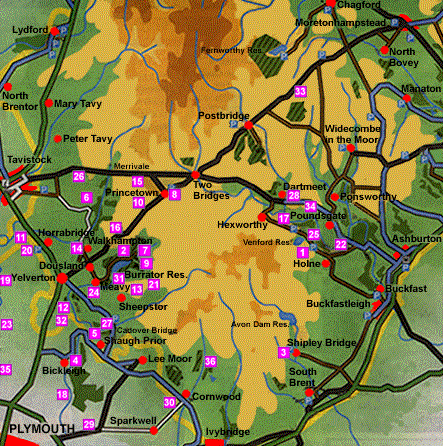 Chagford
Moretonhampstead
Lydford
Fernworthy Res.
North
Bovey
North
Brentor
33
Manaton
Mary Tavy
Postbridge
Widecombe
in the Moor
Peter Tavy
Tavistock
Merrivale
26
15
Two
Bridges
Dartmeet
Princetown
8
28
Ponsworthy
6
10
34
17
Poundsgate
Hexworthy
16
25
11
Horrabridge
Walkhampton
Venford Res.
22
Ashburton
20
14
2
7
1
Holne
9
Dousland
Burrator Res.
19
Yelverton
31
21
Buckfast
24
Meavy
13
Sheepstor
Buckfastleigh
12
32
27
23
Cadover Bridge
Avon Dam Res.
5
Shaugh Prior
Shipley Bridge
3
4
Lee Moor
36
35
Bickleigh
South
Brent
18
Cornwood
30
PLYMOUTH
29
Sparkwell
Ivybridge